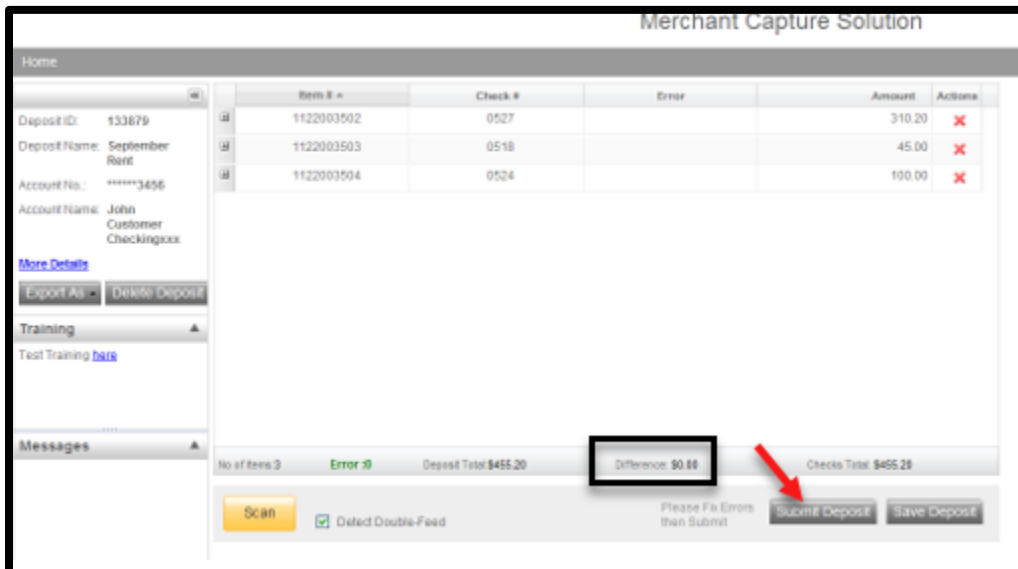 Merchant Capture Solution
Home
Item # Check # Error Amount Actions
Deposit ID: 133879
1122003502 0527 310.20
Deposit Name: September Rent
1122003503 0518 45.00
1122003504 0524 100.00
Account No.: ******3456
Account Name: John Customer Checkingxxx
More Details
Export As Delete Deposit
Training
Test Training here
Messages
No of Items:3 Error :0 Deposit Total:$455.20 Difference: $0.00 Checks Total: $455.20
Scan Detect Double-Feed
Please Fix Errors then Submit
Submit Deposit Save Deposit